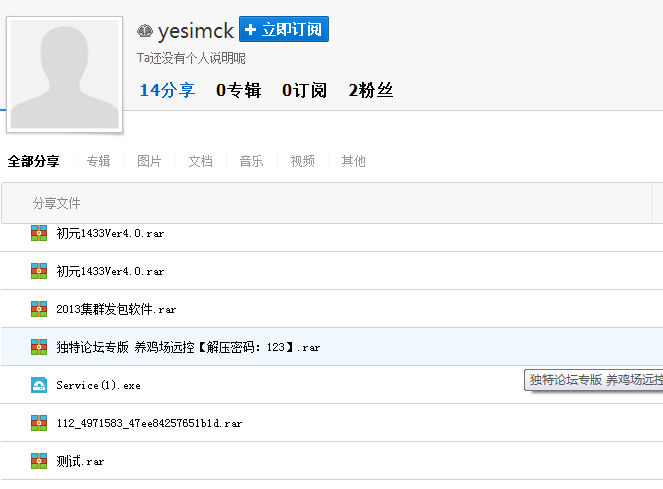 yesimck + 立即订阅
Ta还没有个人说明呢
14分享 0专辑 0订阅 2粉丝
全部分享 专辑 图片 文档 音乐 视频 其他
分享文件
初元1433Ver4.0.rar
初元1433Ver4.0.rar
2013集群发包软件.rar
独特论坛专版 养鸡场远控【解压密码：123】.rar
Service(1).exe
独特论坛专版 养鸡场远控
112_4971583_47ee84257651b1d.rar
测试.rar